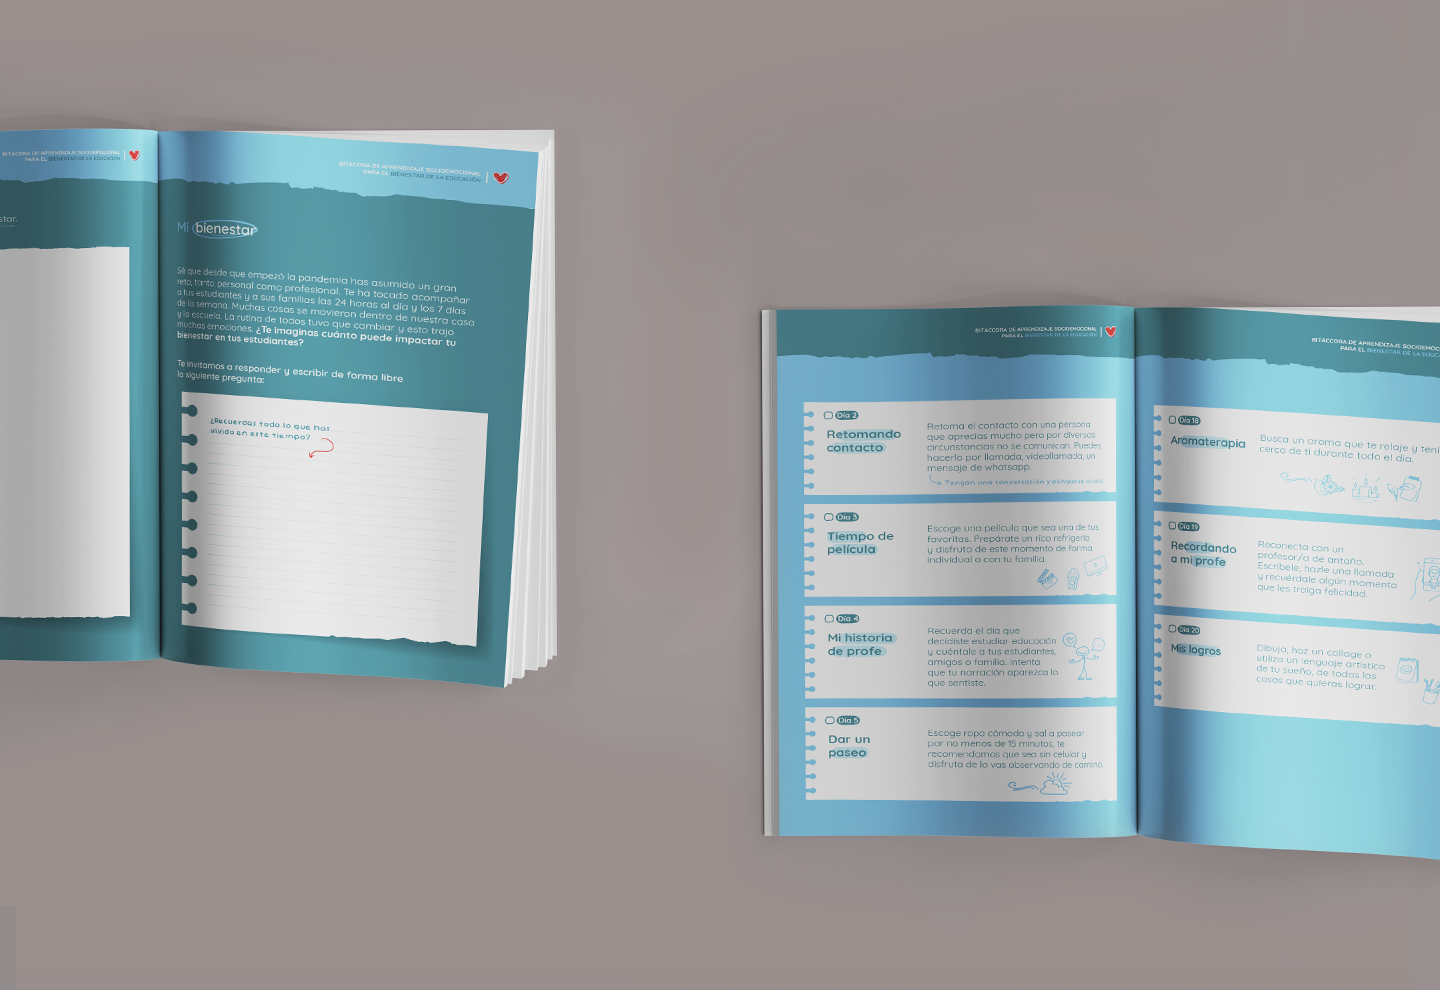 BITÁCORA DE APRENDIZAJE SOCIOEMOCIONAL
PARA EL BIENESTAR DE LA EDUCACIÓN
star.
BITÁCORA DE APRENDIZAJE SOCIOEMOCIONAL
PARA EL BIENESTAR DE LA EDUCACIÓN
Mi bienestar
Sé que desde que empezó la pandemia has asumido un gran
reto, tanto personal como profesional. Te ha tocado acompañar
a tus estudiantes y a sus familias las 24 horas al día y los 7 días
de la semana. Muchas cosas se movieron dentro de nuestra casa
y la escuela. La rutina de todos tuvo que cambiar y esto trajo
muchas emociones. ¿Te imaginas cuánto puede impactar tu
bienestar en tus estudiantes?
Te invitamos a responder y escribir de forma libre
la siguiente pregunta:
¿Recuerdas todo lo que has
vivido en este tiempo?
BITÁCORA DE APRENDIZAJE SOCIOEMOCIONAL
PARA EL BIENESTAR DE LA EDUCACIÓN
Día 2
Retomando
contacto
Retoma el contacto con una persona
que aprecias mucho pero por diversas
circunstancias no se comunican. Puedes
hacerlo por llamada, videollamada, un
mensaje de whatsapp.
Tengan una conversación y pónganse al día.
Día 3
Tiempo de
película
Escoge una película que sea una de tus
favoritas. Prepárate un rico refrigerio
y disfruta de este momento de forma
individual o con tu familia.
Día 4
Mi historia
de profe
Recuerda el día que
decidiste estudiar educación
y cuéntale a tus estudiantes,
amigos o familia. Intenta
que tu narración aparezca lo
que sentiste.
Día 5
Dar un
paseo
Escoge ropa cómoda y sal a pasear
por no menos de 15 minutos, te
recomendamos que sea sin celular y
disfruta de lo vas observando de camino.
BITÁCORA DE APRENDIZAJE SOCIOEMOC
PARA EL BIENESTAR DE LA EDUCA
Día 18
Aromaterapia
Busca un aroma que te relaje y tenl
cerca de ti durante todo el día.
Día 19
Recordando
a mi profe
Reconecta con un
profesor/a de antaño.
Escríbele, hazle una llamada
y recuérdale algún momento
que les traiga felicidad.
Día 20
Mis logros
Dibuja, haz un collage o
utiliza un lenguaje artístico
de tu sueño, de todas las
cosas que quieras lograr.